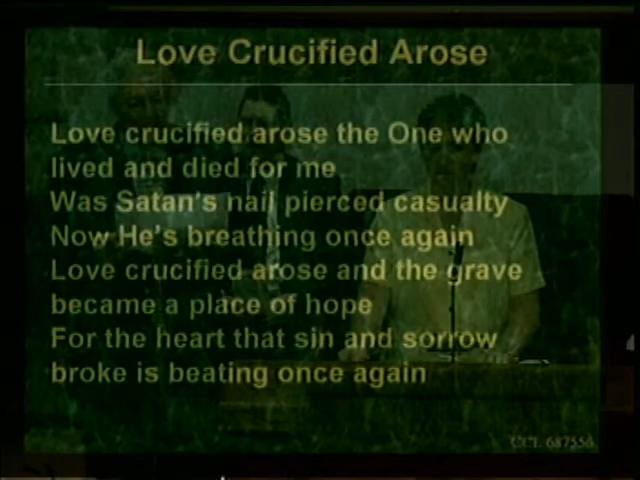 Love Crucified Arose
Love crucified arose the One who
lived and died for me
Was Satan's nail pierced casualty
Now He's breathing once again
Love crucified arose and the grave
became a place of hope
For the heart that sin and sorrow
broke is beating once again
CCL 687556